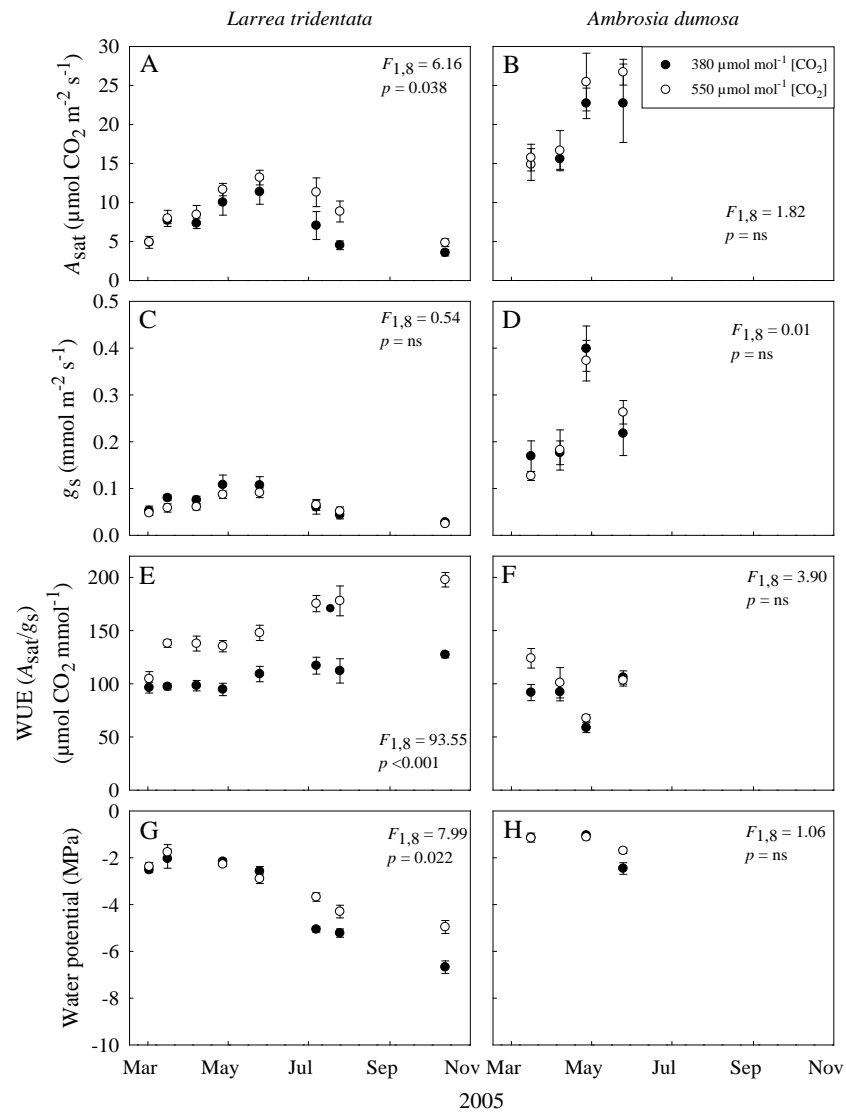 Larrea tridentata
Ambrosia dumosa
A
F1,8 = 6.16
p = 0.038
B
380 µmol mol-1 [CO2]
550 µmol mol-1 [CO2]
F1,8 = 1.82
p = ns
Asat (µmol CO2 m-2 s-1)
30
25
20
15
10
5
0
C
F1,8 = 0.54
p = ns
D
F1,8 = 0.01
p = ns
gs (mmol m-2 s-1)
0.5
0.4
0.3
0.2
0.1
0.0
E
F1,8 = 93.55
p <0.001
F
F1,8 = 3.90
p = ns
WUE (Asat/gs)
(µmol CO2 mmol-1)
200
150
100
50
0
G
F1,8 = 7.99
p = 0.022
H
F1,8 = 1.06
p = ns
Water potential (MPa)
0
-2
-4
-6
-8
-10
Mar May Jul Sep Nov
Mar May Jul Sep Nov
2005